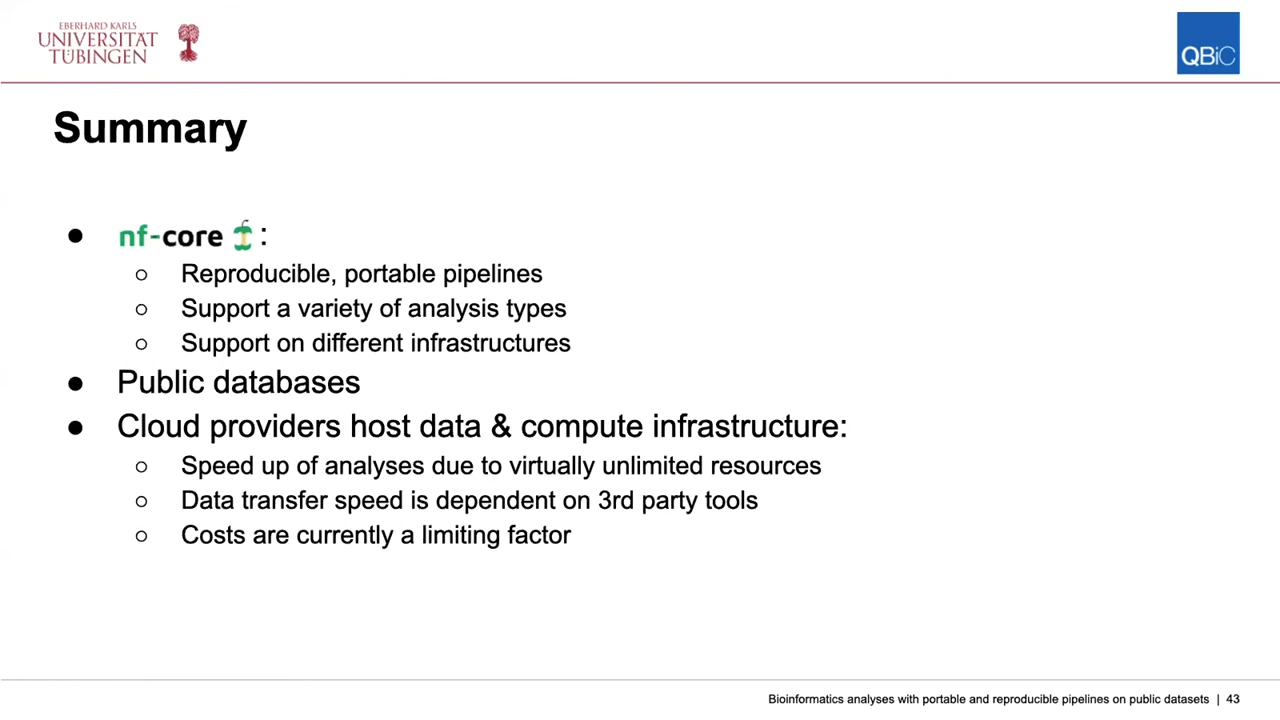 EBERHARD KARLS
UNIVERSITÄT
TÜBINGEN
QBiC
Summary
● nf-core :
○ Reproducible, portable pipelines
○ Support a variety of analysis types
○ Support on different infrastructures
● Public databases
● Cloud providers host data & compute infrastructure:
○ Speed up of analyses due to virtually unlimited resources
○ Data transfer speed is dependent on 3rd party tools
○ Costs are currently a limiting factor
Bioinformatics analyses with portable and reproducible pipelines on public datasets | 43